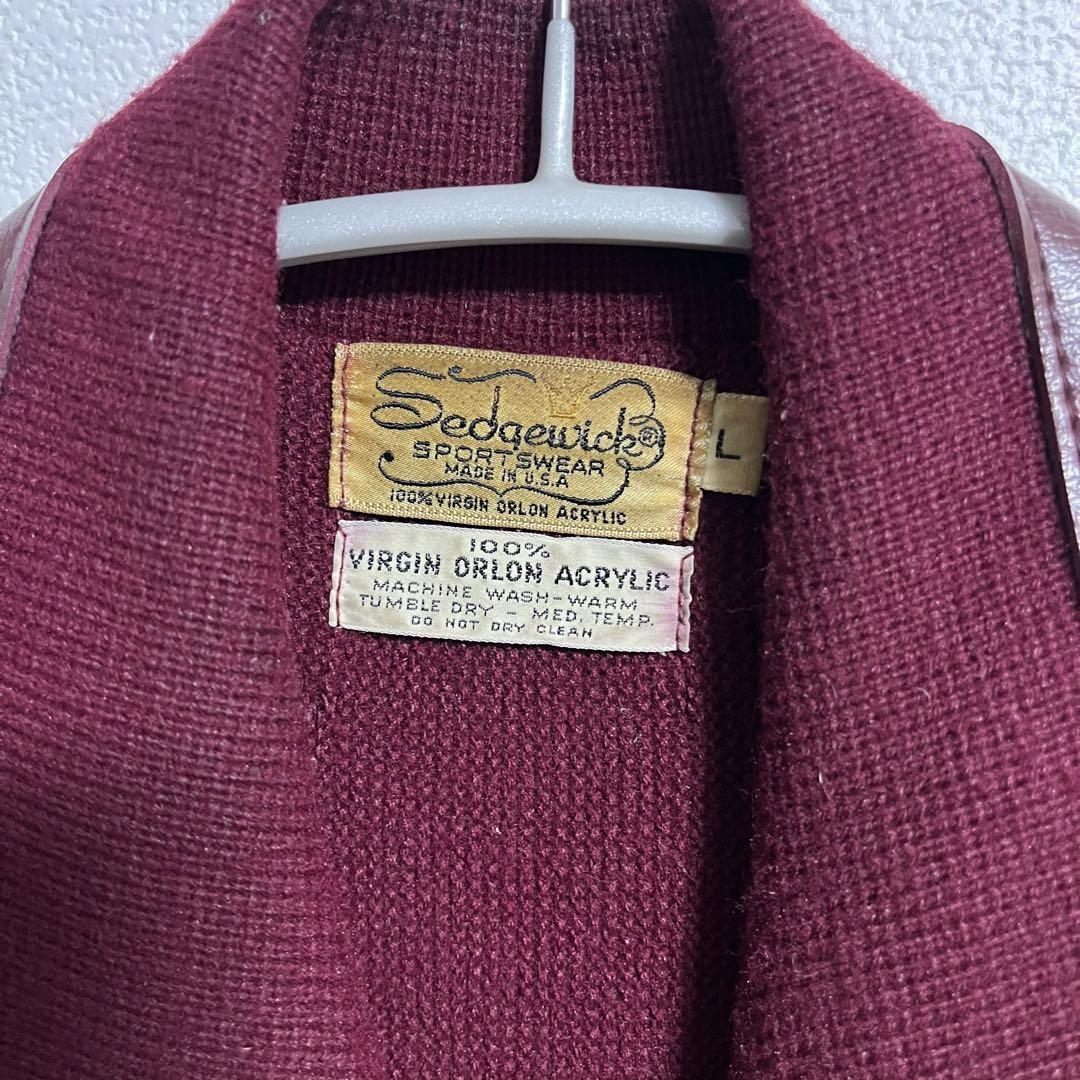 Sedgewick®
SPORTSWEAR
MADE IN U.S.A
100% VIRGIN ORLON ACRYLIC
L
100%
VIRGIN ORLON ACRYLIC
MACHINE WASH-WARM
TUMBLE DRY - MED. TEMP.
DO NOT DRY CLEAN